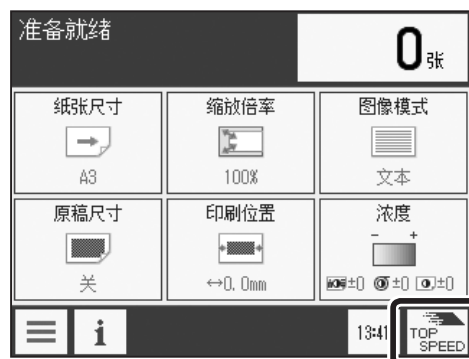 准备就绪
0张
纸张尺寸
缩放倍率
图像模式
A3
100%
文本
原稿尺寸
印刷位置
浓度
- +
关
↔0.0mm
±0 ±0 ±0
i
13:41
TOP
SPEED